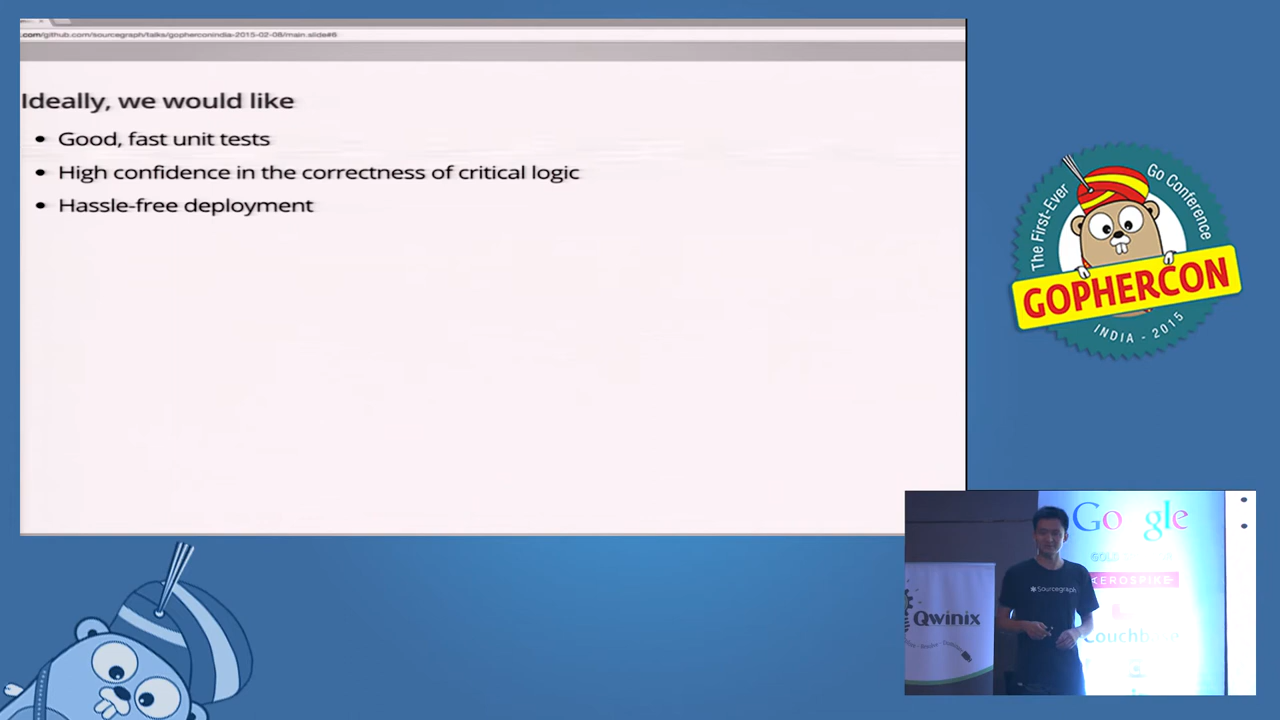 .com/github.com/sourcegraph/talks/gopherconindia-2015-02-08/main.slide#6
Ideally, we would like
• Good, fast unit tests
• High confidence in the correctness of critical logic
• Hassle-free deployment
The First-Ever
Go Conference
GOPHERCON
INDIA - 2015
Google
AEROSPIKE
Sourcegraph
Qwinix